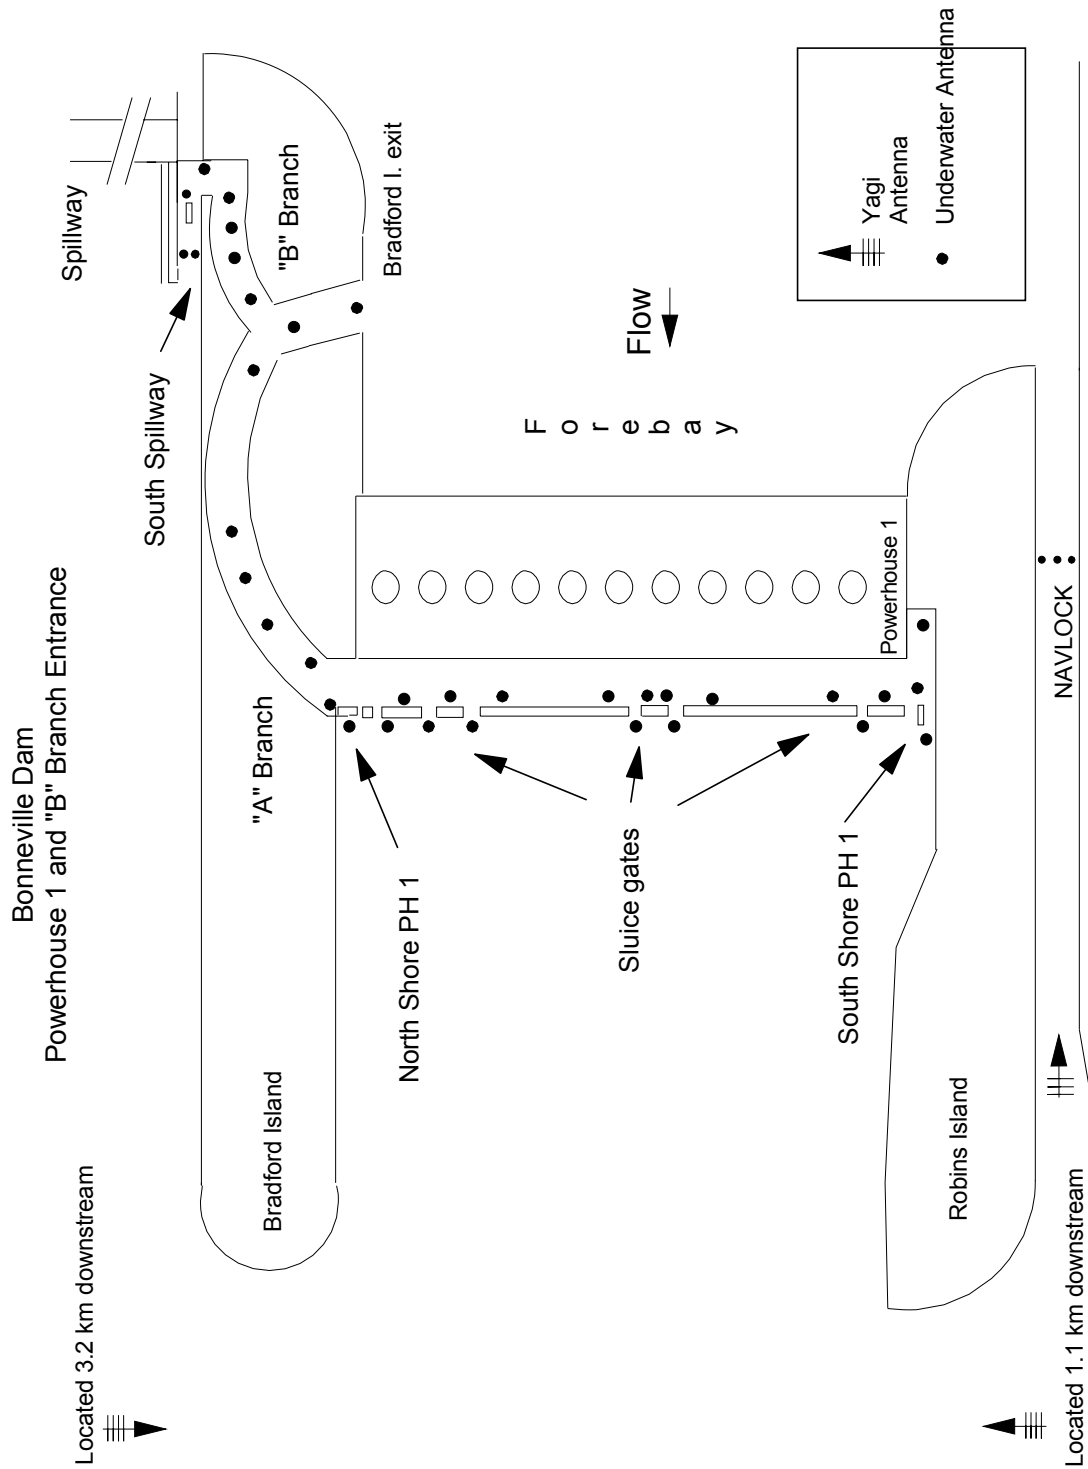 Bonneville Dam
Powerhouse 1 and "B" Branch Entrance
Located 3.2 km downstream
Spillway
South Spillway
"B" Branch
Bradford I. exit
"A" Branch
Bradford Island
North Shore PH 1
Flow
Forebay
Sluice gates
Yagi
Antenna
Underwater Antenna
Powerhouse 1
South Shore PH 1
Robins Island
NAVLOCK
Located 1.1 km downstream